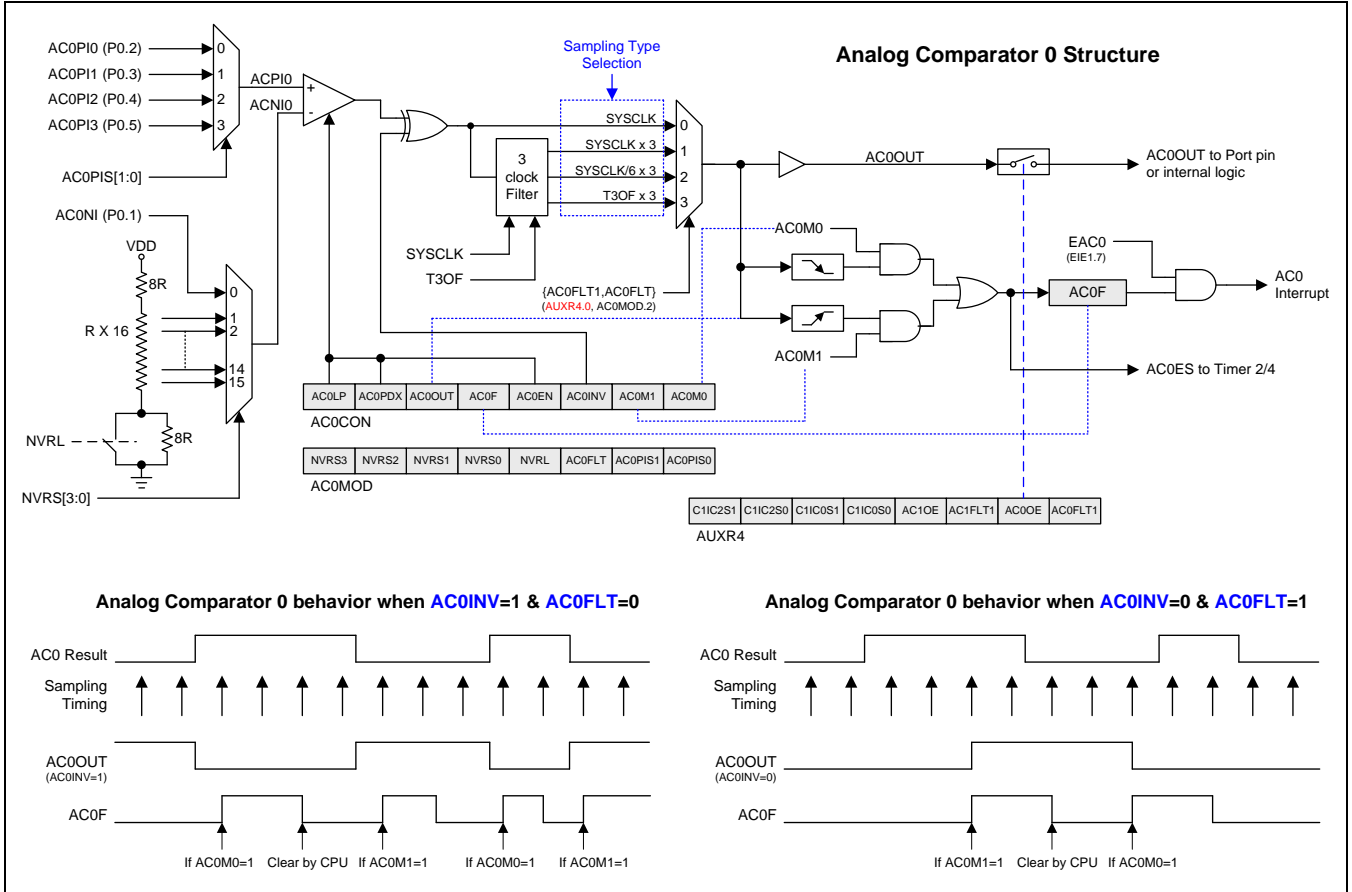 Analog Comparator 0 Structure
AC0PI0 (P0.2)
AC0PI1 (P0.3)
AC0PI2 (P0.4)
AC0PI3 (P0.5)
0
1
2
3
AC0PIS[1:0]
ACPI0
ACNI0
+
-
Sampling Type
Selection
3
clock
Filter
SYSCLK
SYSCLK x 3
SYSCLK/6 x 3
T3OF x 3
0
1
2
3
SYSCLK
T3OF
{AC0FLT1,AC0FLT}
(AUXR4.0, AC0MOD.2)
AC0OUT
AC0OUT to Port pin
or internal logic
AC0M0
AC0M1
EAC0
(EIE1.7)
AC0F
AC0
Interrupt
AC0ES to Timer 2/4
AC0NI (P0.1)
VDD
8R
R X 16
0
1
2
14
15
NVRL
8R
NVRS[3:0]
AC0LP AC0PDX AC0OUT AC0F AC0EN AC0INV AC0M1 AC0M0
AC0CON
NVRS3 NVRS2 NVRS1 NVRS0 NVRL AC0FLT AC0PIS1 AC0PIS0
AC0MOD
C1IC2S1 C1IC2S0 C1IC0S1 C1IC0S0 AC1OE AC1FLT1 AC0OE AC0FLT1
AUXR4
Analog Comparator 0 behavior when AC0INV=1 & AC0FLT=0
AC0 Result
Sampling
Timing
AC0OUT
(AC0INV=1)
AC0F
If AC0M0=1 Clear by CPU If AC0M1=1 If AC0M0=1 If AC0M1=1
Analog Comparator 0 behavior when AC0INV=0 & AC0FLT=1
AC0 Result
Sampling
Timing
AC0OUT
(AC0INV=0)
AC0F
If AC0M1=1 Clear by CPU If AC0M0=1